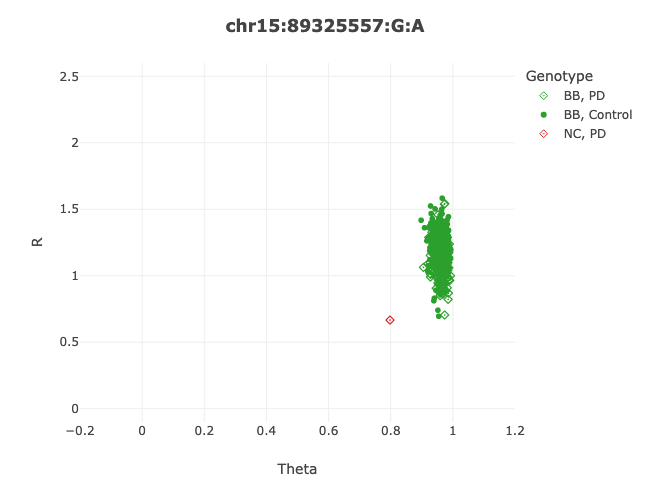 chr15:89325557:G:A
Genotype
BB, PD
BB, Control
NC, PD
2.5
2
1.5
1
0.5
0
R
−0.2 0 0.2 0.4 0.6 0.8 1 1.2
Theta